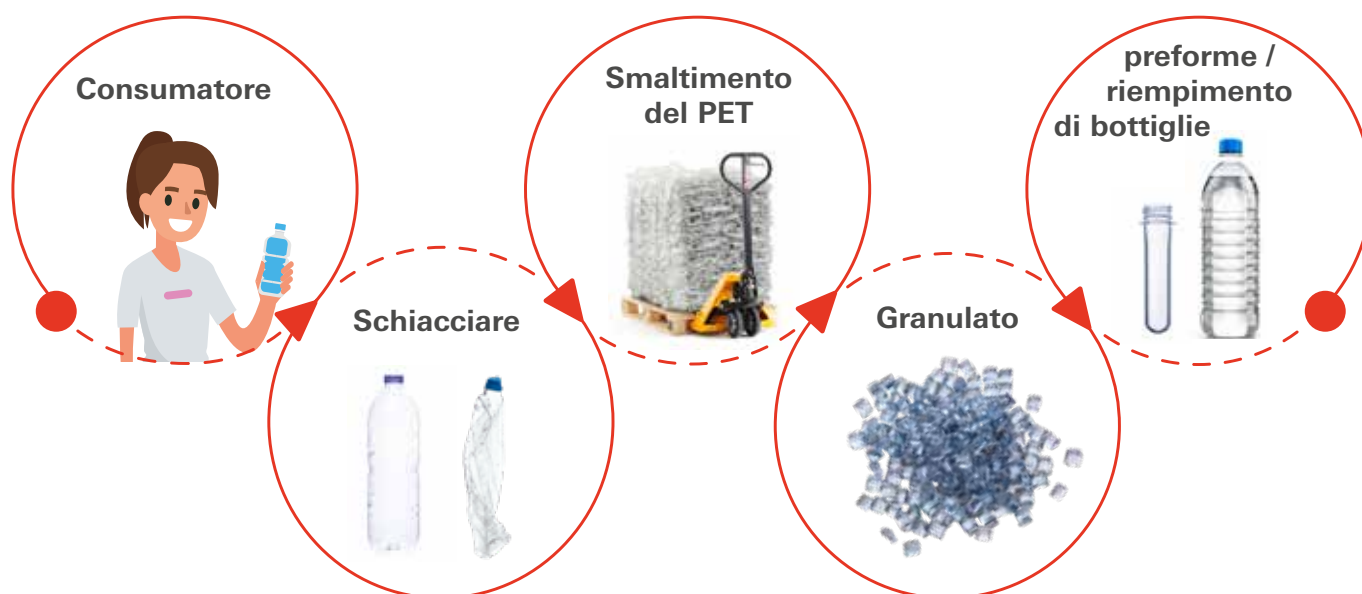 Consumatore
Schiacciare
Smaltimento
del PET
Granulato
preforme /
riempimento
di bottiglie